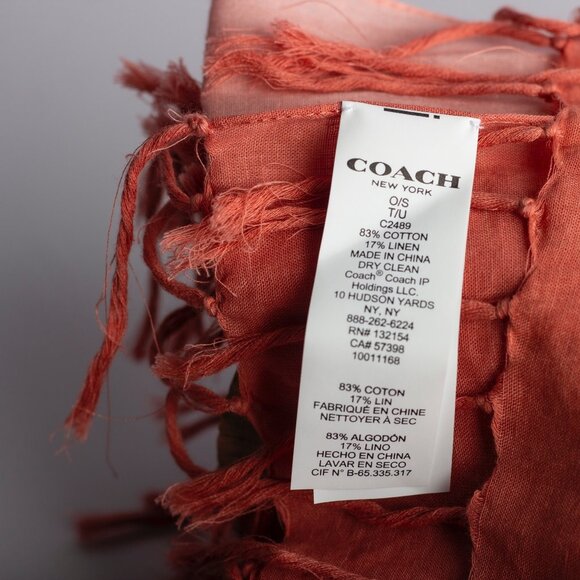 COACH
NEW YORK
O/S
T/U
C2489
83% COTTON
17% LINEN
MADE IN CHINA
DRY CLEAN
Coach® Coach IP
Holdings LLC.
10 HUDSON YARDS
NY, NY
888-262-6224
RN# 132154
CA# 57398
10011168
83% COTON
17% LIN
FABRIQUÉ EN CHINE
NETTOYER À SEC
83% ALGODÓN
17% LINO
HECHO EN CHINA
LAVAR EN SECO
CIF N° B-65.335.317